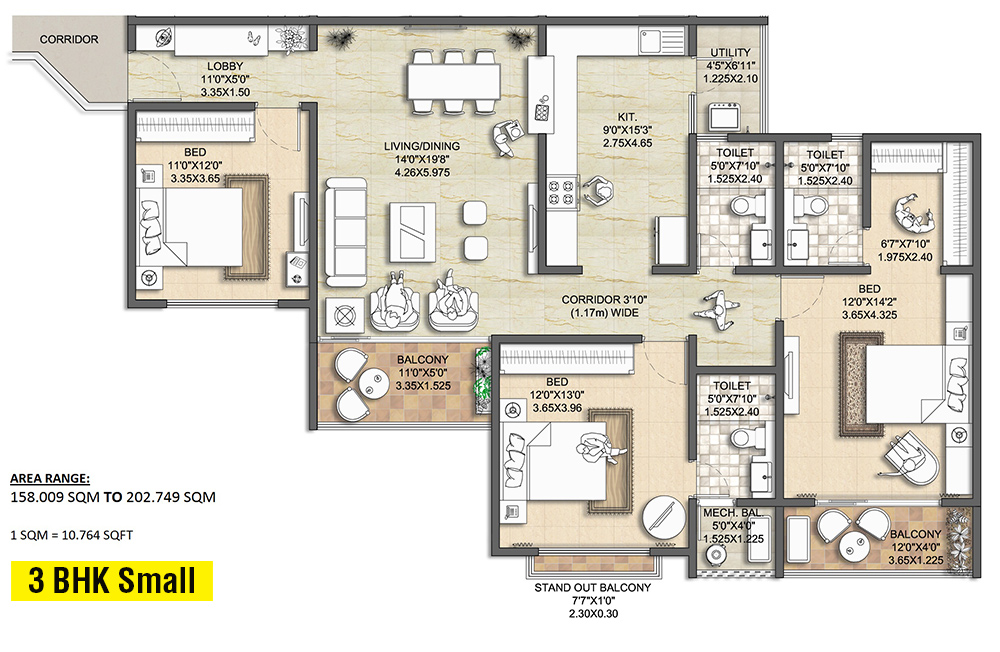 CORRIDOR
LOBBY
11'0"X5'0"
3.35X1.50
UTILITY
4'5"X6'11"
1.225X2.10
KIT.
9'0"X15'3"
2.75X4.65
LIVING/DINING
14'0"X19'8"
4.26X5.975
BED
11'0"X12'0"
3.35X3.65
TOILET
5'0"X7'10"
1.525X2.40
TOILET
5'0"X7'10"
1.525X2.40
6'7"X7'10"
1.975X2.40
BED
12'0"X14'2"
3.65X4.325
CORRIDOR 3'10"
(1.17m) WIDE
BALCONY
11'0"X5'0"
3.35X1.525
BED
12'0"X13'0"
3.65X3.96
TOILET
5'0"X7'10"
1.525X2.40
MECH. BAL.
5'0"X4'0"
1.525X1.225
BALCONY
12'0"X4'0"
3.65X1.225
STAND OUT BALCONY
7'7"X1'0"
2.30X0.30
AREA RANGE:
158.009 SQM TO 202.749 SQM
1 SQM = 10.764 SQFT
3 BHK Small